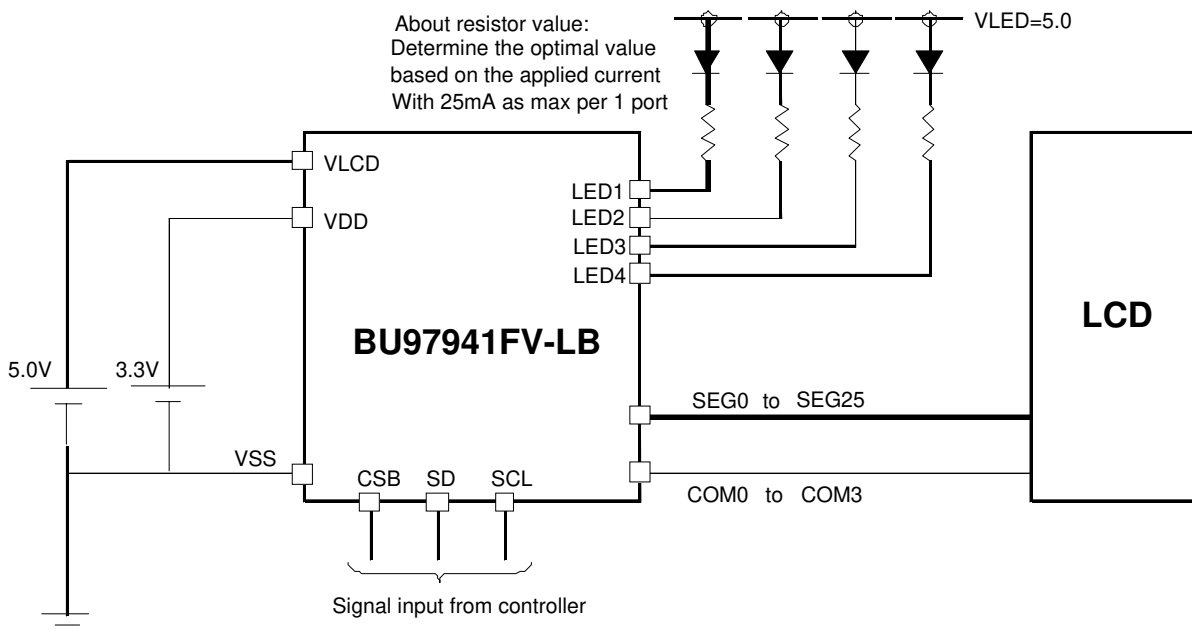 About resistor value:
Determine the optimal value
based on the applied current
With 25mA as max per 1 port
VLED=5.0
VLCD
VDD
LED1
LED2
LED3
LED4
BU97941FV-LB
LCD
5.0V
3.3V
SEG0 to SEG25
VSS
CSB SD SCL
COM0 to COM3
Signal input from controller